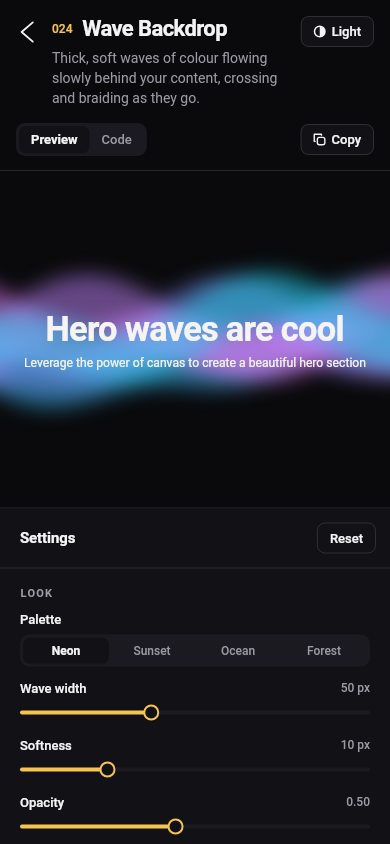 024 Wave Backdrop
Light
Thick, soft waves of colour flowing
slowly behind your content, crossing
and braiding as they go.
Preview Code
Copy
Hero waves are cool
Leverage the power of canvas to create a beautiful hero section
Settings
Reset
LOOK
Palette
Neon Sunset Ocean Forest
Wave width 50 px
Softness 10 px
Opacity 0.50